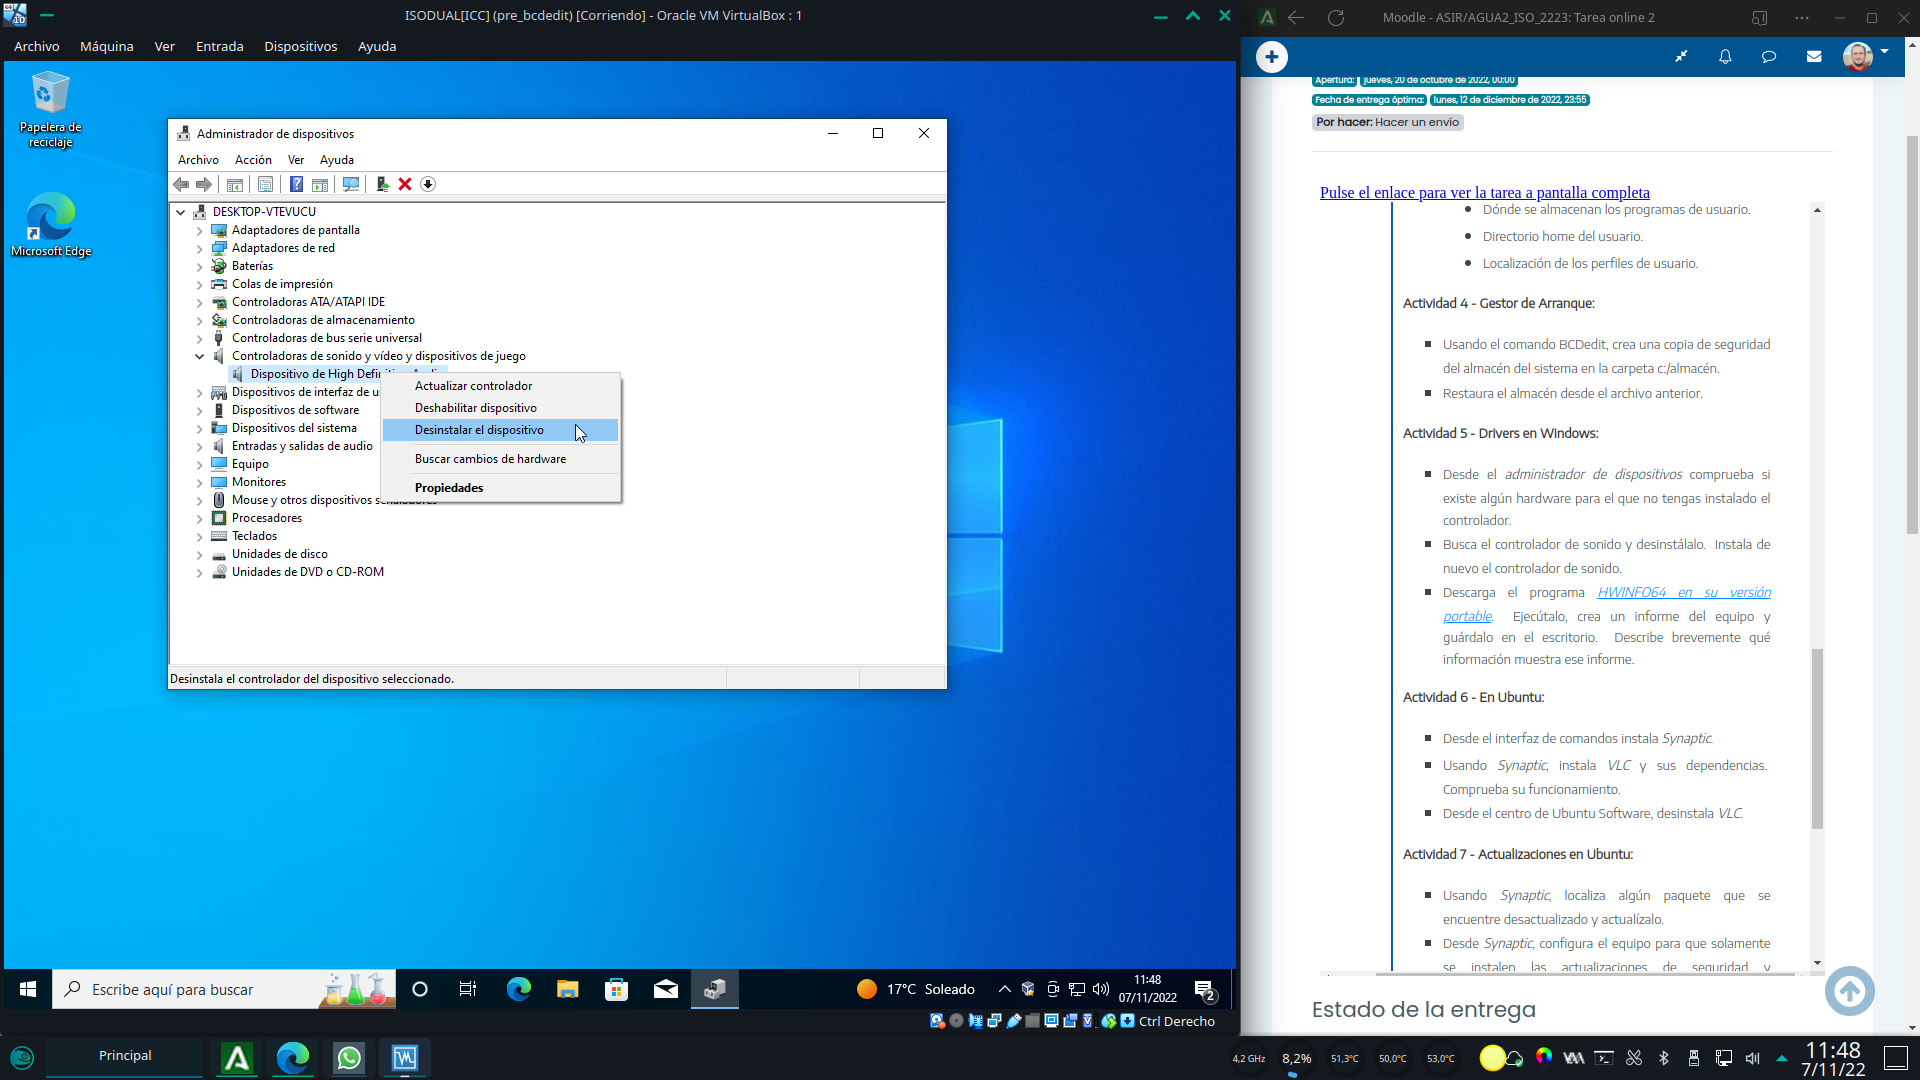 ISODUAL[ICC] (pre_bcdedit) [Corriendo] - Oracle VM VirtualBox : 1
Archivo Máquina Ver Entrada Dispositivos Ayuda
Papelera de
reciclaje
Microsoft Edge
Administrador de dispositivos
Archivo Acción Ver Ayuda
DESKTOP-VTEVUCU
Adaptadores de pantalla
Adaptadores de red
Baterías
Colas de impresión
Controladoras ATA/ATAPI IDE
Controladoras de almacenamiento
Controladoras de bus serie universal
Controladoras de sonido y vídeo y dispositivos de juego
Dispositivo de High Definition Audio
Dispositivos de interfaz de us
Dispositivos de software
Dispositivos del sistema
Entradas y salidas de audio
Equipo
Monitores
Mouse y otros dispositivos señaladores
Procesadores
Teclados
Unidades de disco
Unidades de DVD o CD-ROM
Actualizar controlador
Deshabilitar dispositivo
Desinstalar el dispositivo
Buscar cambios de hardware
Propiedades
Desinstala el controlador del dispositivo seleccionado.
Escribe aquí para buscar
17°C Soleado
11:48
07/11/2022
2
Ctrl Derecho
Moodle - ASIR/AGUA2_ISO_2223: Tarea online 2
Apertura: jueves, 20 de octubre de 2022, 00:00
Fecha de entrega óptima: lunes, 12 de diciembre de 2022, 23:55
Por hacer: Hacer un envío
Pulse el enlace para ver la tarea a pantalla completa
Dónde se almacenan los programas de usuario.
Directorio home del usuario.
Localización de los perfiles de usuario.
Actividad 4 - Gestor de Arranque:
Usando el comando BCDedit, crea una copia de seguridad
del almacén del sistema en la carpeta c:/almacén.
Restaura el almacén desde el archivo anterior.
Actividad 5 - Drivers en Windows:
Desde el administrador de dispositivos comprueba si
existe algún hardware para el que no tengas instalado el
controlador.
Busca el controlador de sonido y desinstálalo. Instala de
nuevo el controlador de sonido.
Descarga el programa HWINFO64 en su versión
portable. Ejecútalo, crea un informe del equipo y
guárdalo en el escritorio. Describe brevemente qué
información muestra ese informe.
Actividad 6 - En Ubuntu:
Desde el interfaz de comandos instala Synaptic.
Usando Synaptic, instala VLC y sus dependencias.
Comprueba su funcionamiento.
Desde el centro de Ubuntu Software, desinstala VLC.
Actividad 7 - Actualizaciones en Ubuntu:
Usando Synaptic, localiza algún paquete que se
encuentre desactualizado y actualízalo.
Desde Synaptic, configura el equipo para que solamente
se instalen las actualizaciones de seguridad y
Estado de la entrega
Principal
4,2 GHz
8,2%
51,3°C
50,0°C
53,0°C
11:48
7/11/22